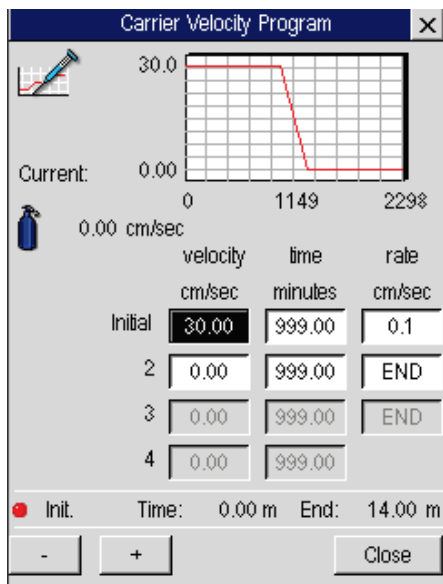 Carrier Velocity Program
30.0
0.00
Current:
0 1149 2298
0.00 cm/sec
velocity time rate
cm/sec minutes cm/sec
Initial 30.00 999.00 0.1
2 0.00 999.00 END
3 0.00 999.00 END
4 0.00 999.00
Init. Time: 0.00 m End: 14.00 m
- + Close